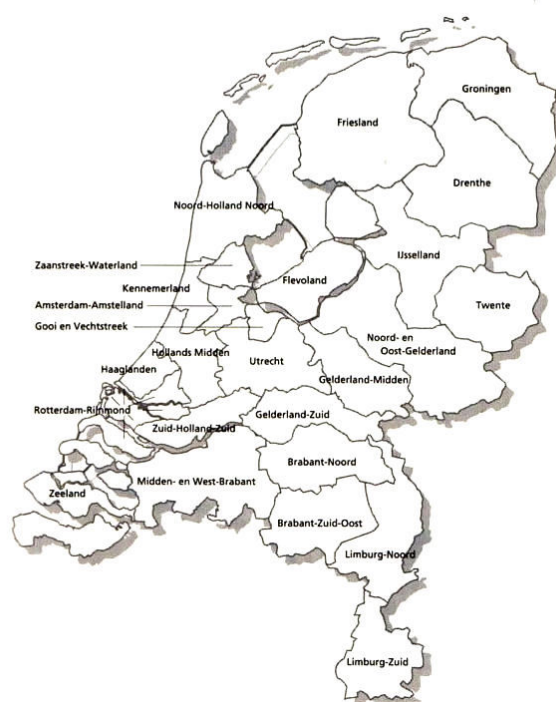 Groningen
Friesland
Drenthe
Noord-Holland Noord
IJsselland
Zaanstreek-Waterland
Flevoland
Kennemerland
Amsterdam-Amstelland
Twente
Gooi en Vechtstreek
Noord- en
Oost-Gelderland
Hollands Midden
Utrecht
Haaglanden
Gelderland-Midden
Rotterdam-Rijnmond
Gelderland-Zuid
Zuid-Holland-Zuid
Brabant-Noord
Midden- en West-Brabant
Zeeland
Brabant-Zuid-Oost
Limburg-Noord
Limburg-Zuid